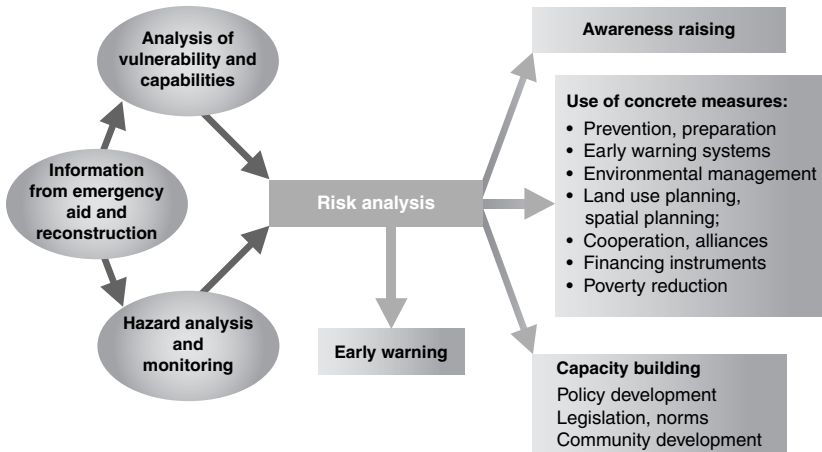 Analysis of
vulnerability and
capabilities
Information
from emergency
aid and
reconstruction
Hazard analysis
and
monitoring
Risk analysis
Early warning
Awareness raising
Use of concrete measures:
• Prevention, preparation
• Early warning systems
• Environmental management
• Land use planning,
spatial planning;
• Cooperation, alliances
• Financing instruments
• Poverty reduction
Capacity building
Policy development
Legislation, norms
Community development